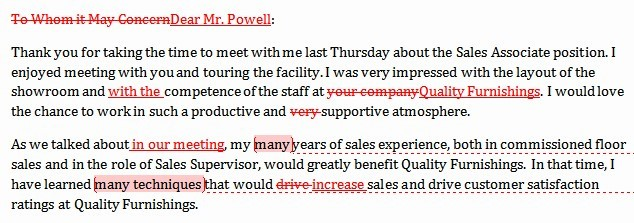 To Whom it May ConcernDear Mr. Powell:
Thank you for taking the time to meet with me last Thursday about the Sales Associate position. I
enjoyed meeting with you and touring the facility. I was very impressed with the layout of the
showroom and with the competence of the staff at your companyQuality Furnishings. I would love
the chance to work in such a productive and very supportive atmosphere.
As we talked about in our meeting, my many years of sales experience, both in commissioned floor
sales and in the role of Sales Supervisor, would greatly benefit Quality Furnishings. In that time, I
have learned many techniques that would drive increase sales and drive customer satisfaction
ratings at Quality Furnishings.